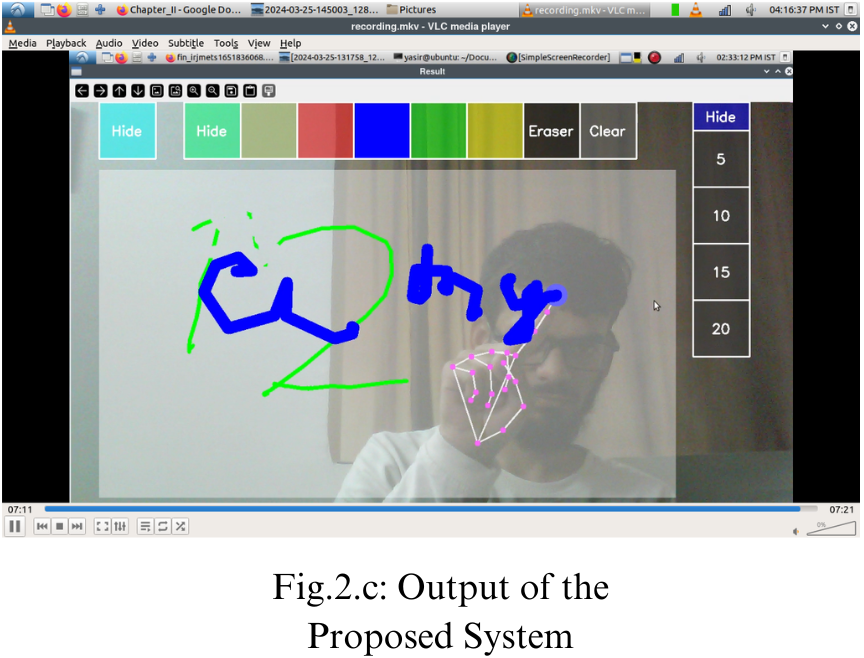 Chapter_II - Google Do... [2024-03-25-145003_128... Pictures recording.mkv - VLC m... 04:16:37 PM IST
recording.mkv - VLC media player
Media Playback Audio Video Subtitle Tools View Help
fin_irjmets1651836068.... [2024-03-25-131758_12... yasir@ubuntu: ~/Docu... [SimpleScreenRecorder] 02:33:12 PM IST
Result
Hide Hide Eraser Clear Hide
5
10
15
20
2
07:11 07:21
0%
Fig.2.c: Output of the
Proposed System